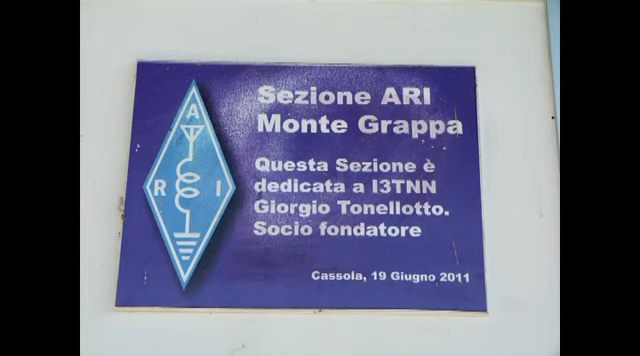 Sezione ARI
Monte Grappa
Questa Sezione è
dedicata a I3TNN
Giorgio Tonellotto.
Socio fondatore
Cassola, 19 Giugno 2011
A
R I